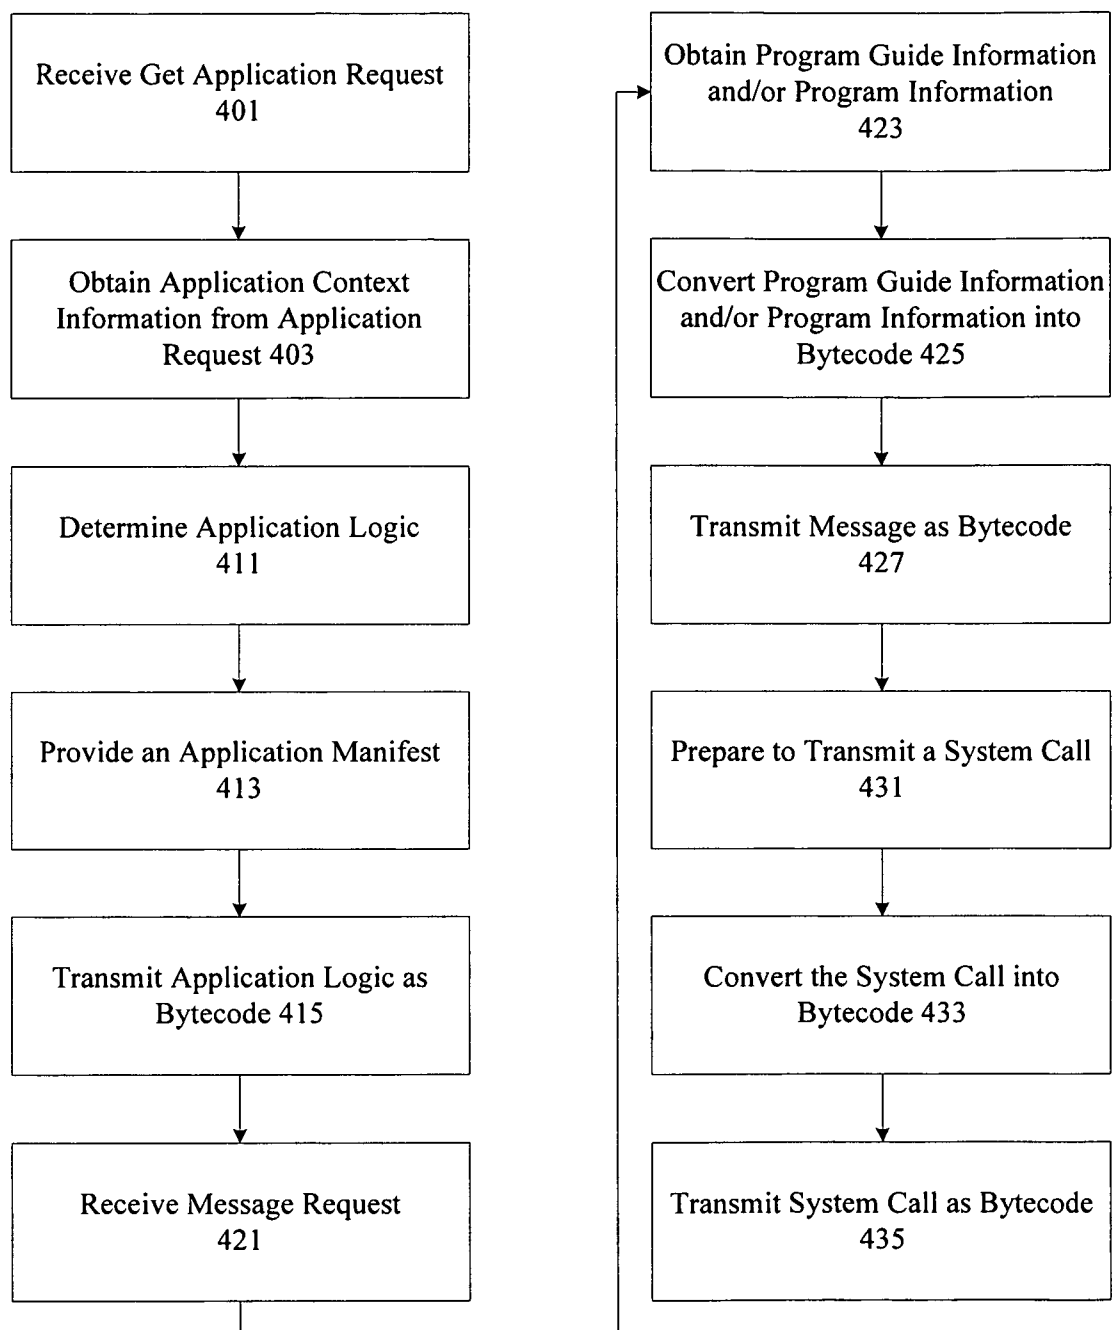 Receive Get Application Request
401
Obtain Application Context
Information from Application
Request 403
Determine Application Logic
411
Provide an Application Manifest
413
Transmit Application Logic as
Bytecode 415
Receive Message Request
421
Obtain Program Guide Information
and/or Program Information
423
Convert Program Guide Information
and/or Program Information into
Bytecode 425
Transmit Message as Bytecode
427
Prepare to Transmit a System Call
431
Convert the System Call into
Bytecode 433
Transmit System Call as Bytecode
435